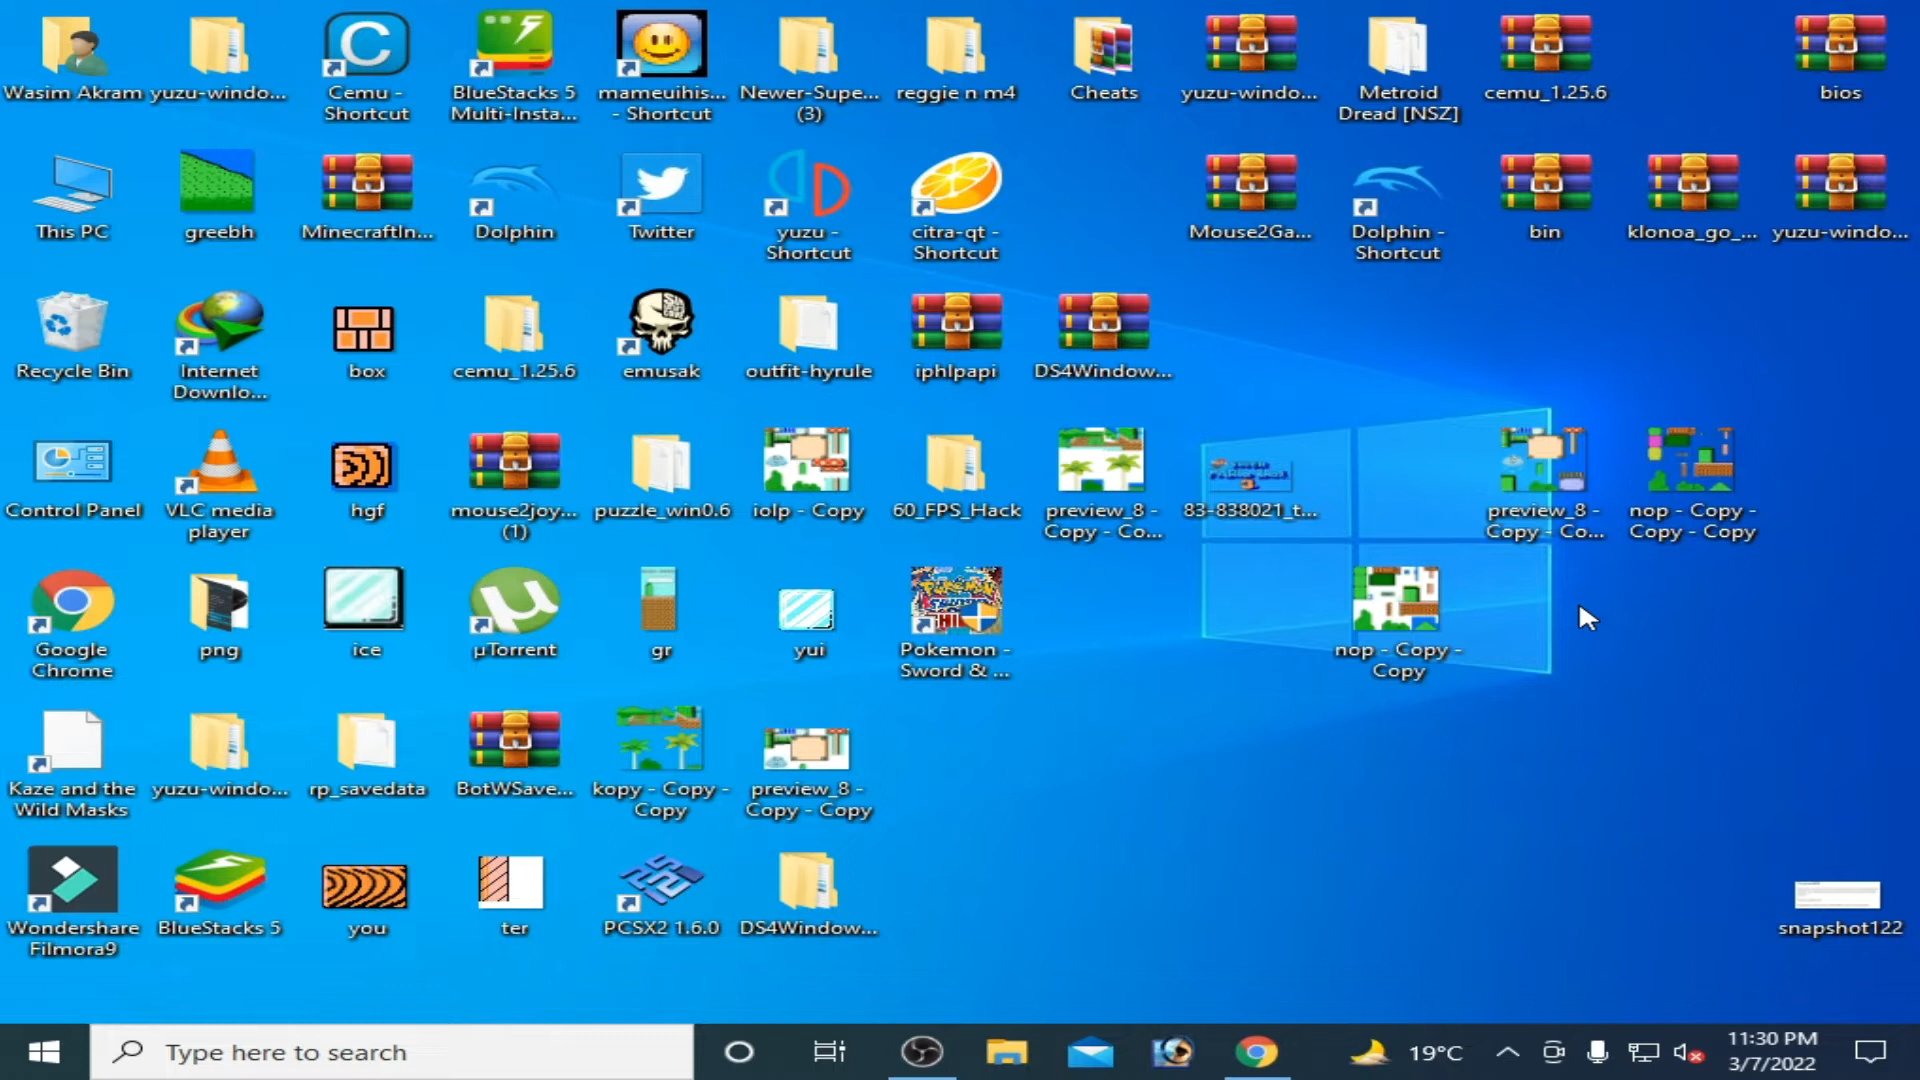 Wasim Akram
yuzu-windo...
Cemu -
Shortcut
BlueStacks 5
Multi-Insta...
mameuihis...
- Shortcut
Newer-Supe...
(3)
reggie n m4
Cheats
yuzu-windo...
Metroid
Dread [NSZ]
cemu_1.25.6
bios
This PC
greebh
MinecraftIn...
Dolphin
Twitter
yuzu -
Shortcut
citra-qt -
Shortcut
Mouse2Ga...
Dolphin -
Shortcut
bin
klonoa_go_...
yuzu-windo...
Recycle Bin
Internet
Downlo...
box
cemu_1.25.6
emusak
outfit-hyrule
iphlpapi
DS4Window...
Control Panel
VLC media
player
hgf
mouse2joy...
(1)
puzzle_win0.6
iolp - Copy
60_FPS_Hack
preview_8 -
Copy - Co...
83-838021_t...
preview_8 -
Copy - Co...
nop - Copy -
Copy - Copy
Google
Chrome
png
ice
µTorrent
gr
yui
Pokemon -
Sword & ...
nop - Copy -
Copy
Kaze and the
Wild Masks
yuzu-windo...
rp_savedata
BotWSave...
kopy - Copy -
Copy
preview_8 -
Copy - Copy
Wondershare
Filmora9
BlueStacks 5
you
ter
PCSX2 1.6.0
DS4Window...
snapshot122
Type here to search
19°C
11:30 PM
3/7/2022